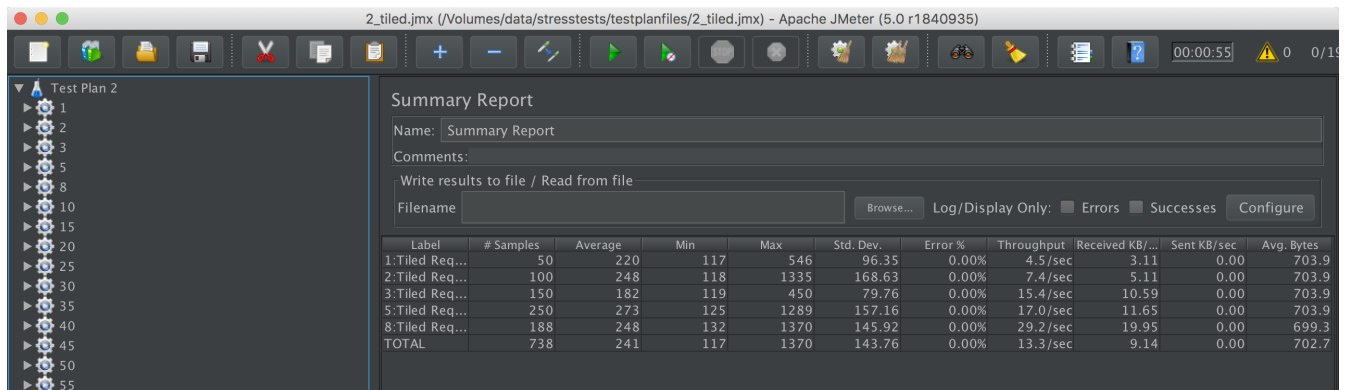 2_tiled.jmx (/Volumes/data/stresstests/testplanfiles/2_tiled.jmx) - Apache JMeter (5.0 r1840935)
STOP 00:00:55 0 0/19
Test Plan 2
1
2
3
5
8
10
15
20
25
30
35
40
45
50
55
Summary Report
Name: Summary Report
Comments:
Write results to file / Read from file
Filename Browse... Log/Display Only: Errors Successes Configure
Label # Samples Average Min Max Std. Dev. Error % Throughput Received KB/... Sent KB/sec Avg. Bytes
1:Tiled Req... 50 220 117 546 96.35 0.00% 4.5/sec 3.11 0.00 703.9
2:Tiled Req... 100 248 118 1335 168.63 0.00% 7.4/sec 5.11 0.00 703.9
3:Tiled Req... 150 182 119 450 79.76 0.00% 15.4/sec 10.59 0.00 703.9
5:Tiled Req... 250 273 125 1289 157.16 0.00% 17.0/sec 11.65 0.00 703.9
8:Tiled Req... 188 248 132 1370 145.92 0.00% 29.2/sec 19.95 0.00 699.3
TOTAL 738 241 117 1370 143.76 0.00% 13.3/sec 9.14 0.00 702.7